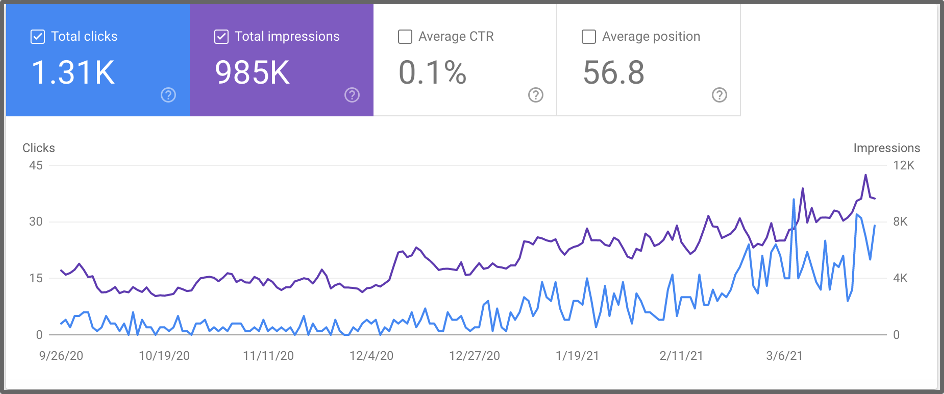 Total clicks
1.31K
Total impressions
985K
Average CTR
0.1%
Average position
56.8
Clicks
Impressions
45
12K
30
8K
15
4K
0
0
9/26/20 10/19/20 11/11/20 12/4/20 12/27/20 1/19/21 2/11/21 3/6/21